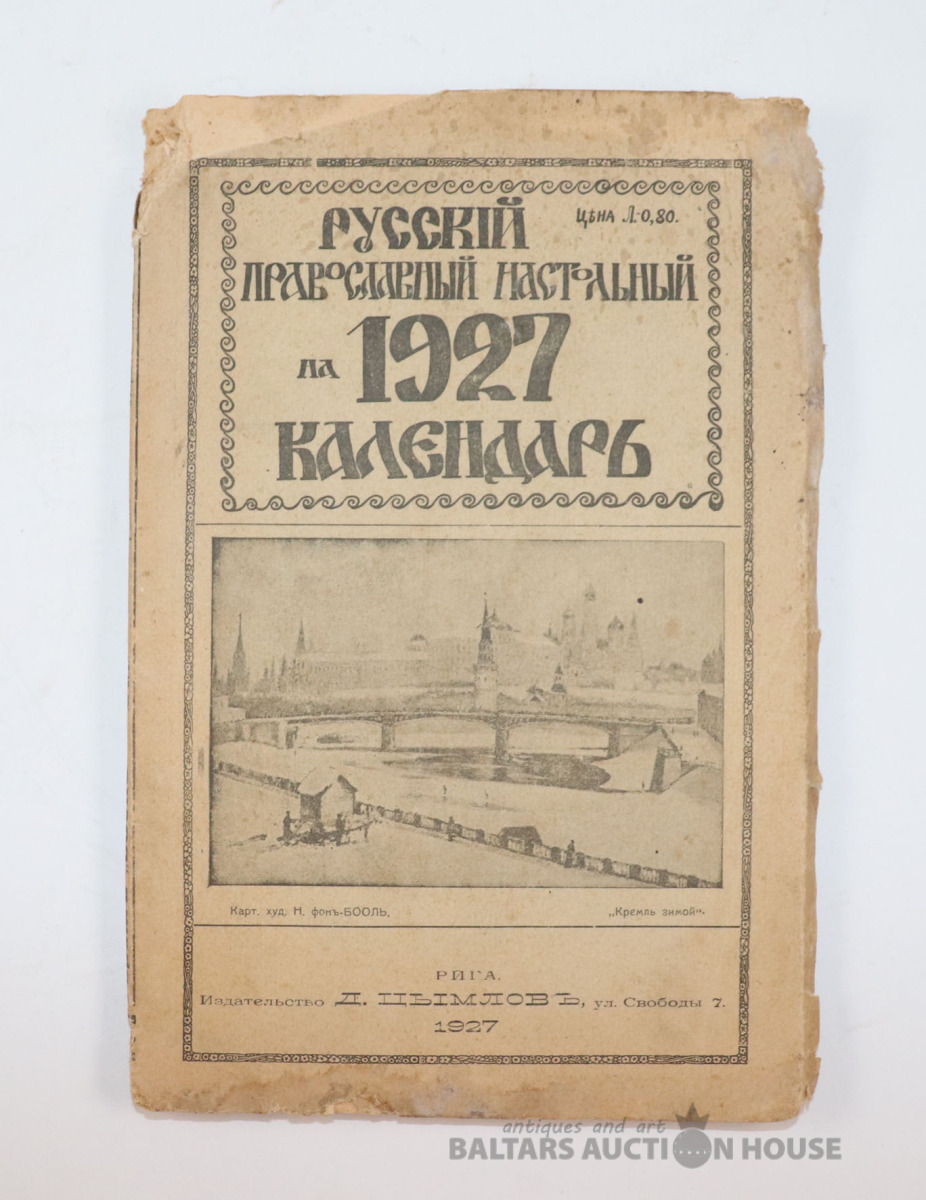 РУССКІЙ
ЦѢНА Л.-0,80.
ПРАВОСЛАВНЫЙ НАСТОЛЬНЫЙ
НА 1927
КАЛЕНДАРЬ
Карт. худ. Н. фонъ-БООЛЬ.
„Кремль зимой“.
РИГА.
Издательство Д. ЦЫМЛОВЪ, ул. Свободы 7.
1927
antiques and art
BALTARS AUCTION HOUSE